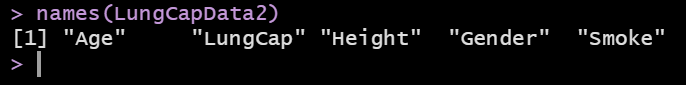 > names(LungCapData2)
[1] "Age"     "LungCap" "Height"  "Gender"  "Smoke"
>